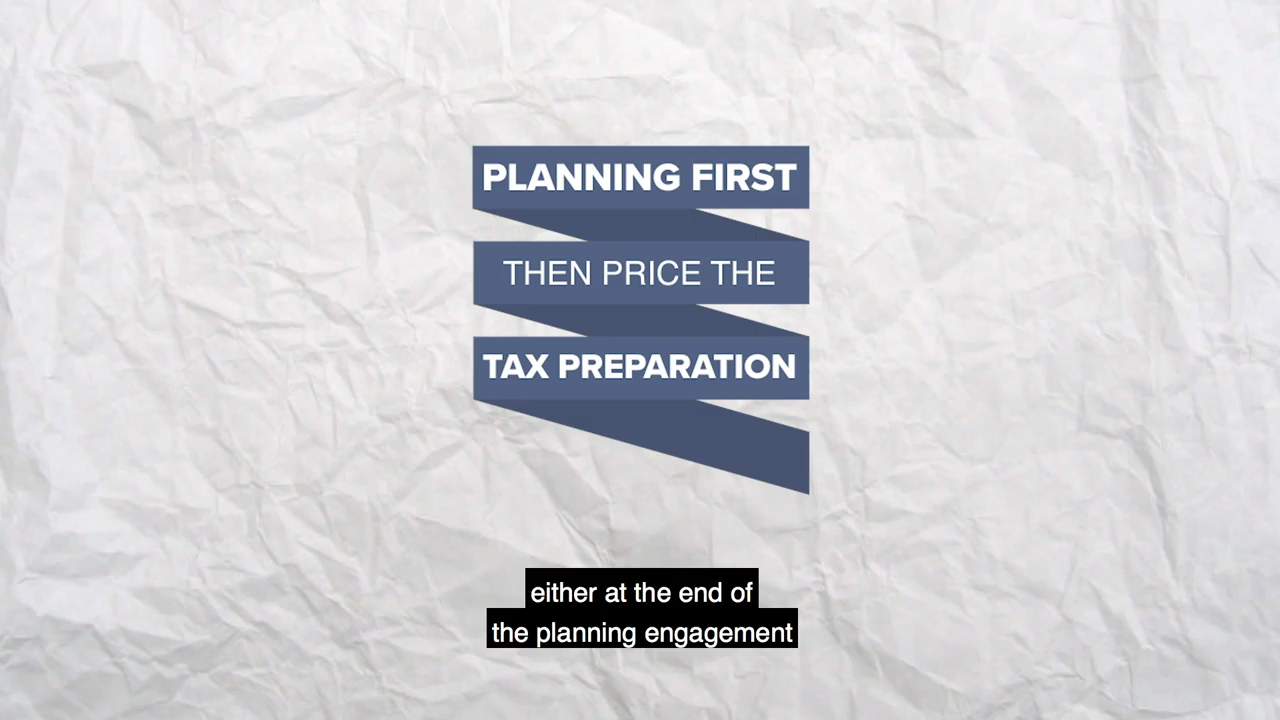 PLANNING FIRST
THEN PRICE THE
TAX PREPARATION
either at the end of
the planning engagement